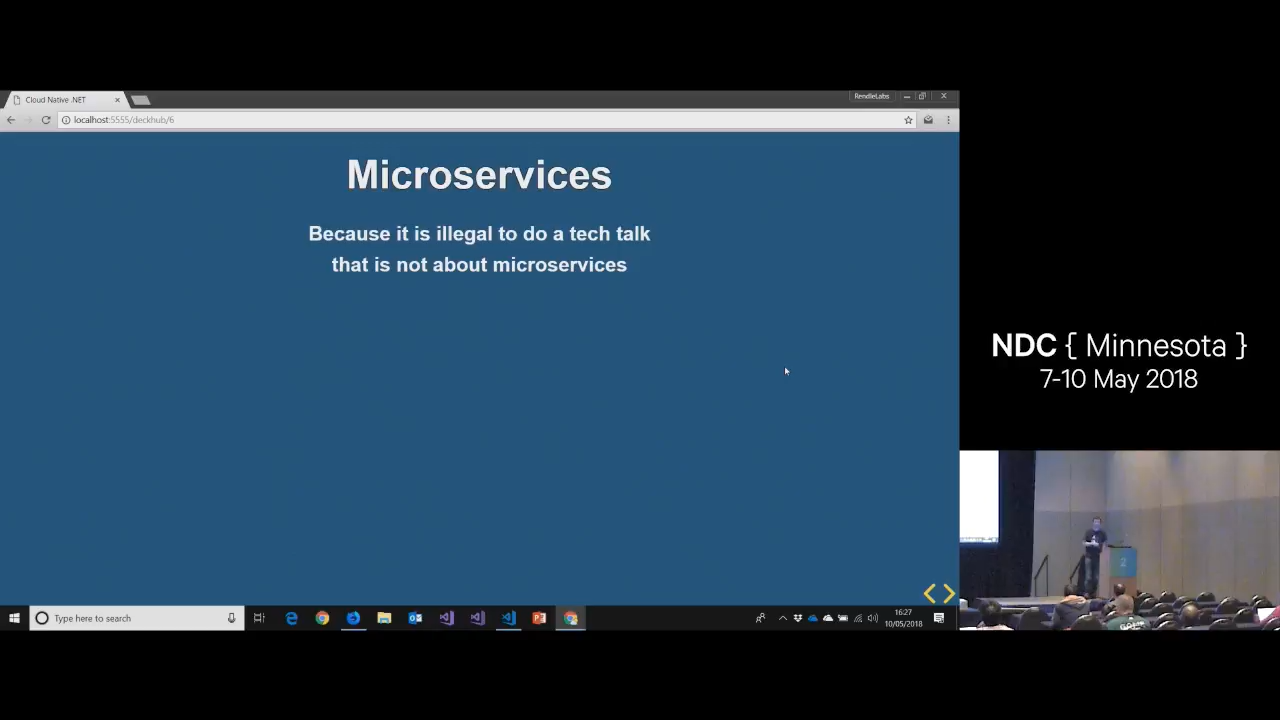 Cloud Native .NET
RendleLabs
localhost:5555/deckhub/6
Microservices
Because it is illegal to do a tech talk
that is not about microservices
NDC { Minnesota }
7-10 May 2018
2
Type here to search
16:27
10/05/2018